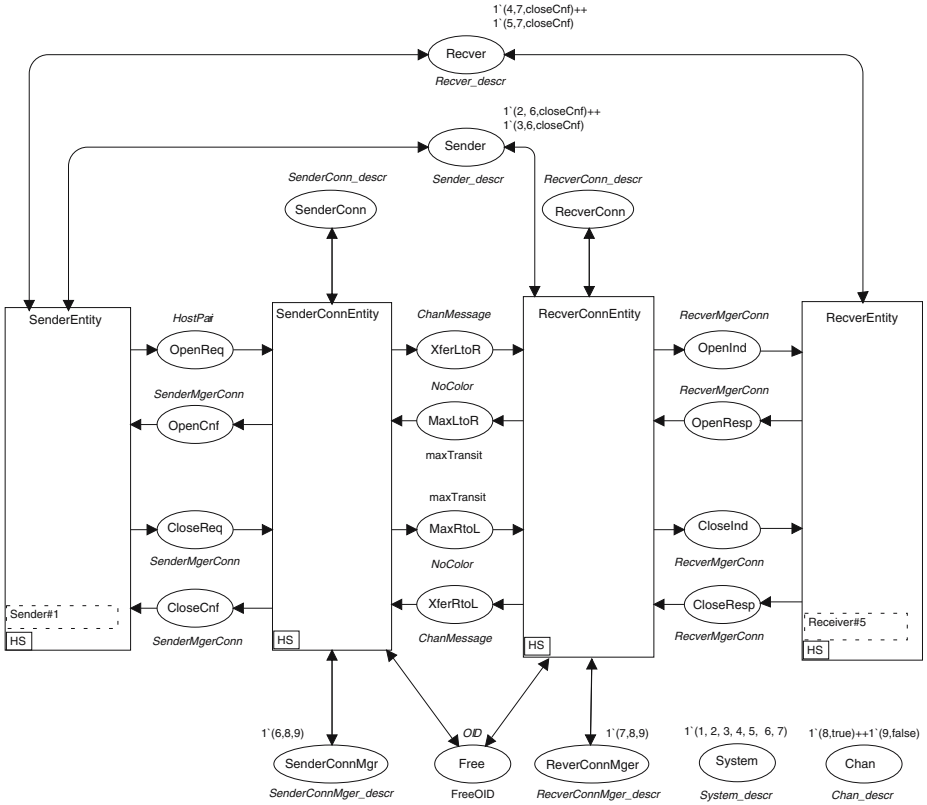 1`(4,7,closeCnf)++
1`(5,7,closeCnf)
Recver
Recver_descr
1`(2, 6,closeCnf)++
1`(3,6,closeCnf)
Sender
Sender_descr
SenderConn_descr
SenderConn
RecverConn_descr
RecverConn
SenderEntity
SenderConnEntity
RecverConnEntity
RecverEntity
HostPair
OpenReq
ChanMessage
XferLtoR
RecverMgerConn
OpenInd
SenderMgerConn
OpenCnf
NoColor
MaxLtoR
maxTransit
RecverMgerConn
OpenResp
CloseReq
SenderMgerConn
maxTransit
MaxRtoL
NoColor
CloseInd
RecverMgerConn
CloseCnf
SenderMgerConn
XferRtoL
ChanMessage
CloseResp
RecverMgerConn
Sender#1
HS
HS
HS
Receiver#5
HS
1`(6,8,9)
SenderConnMgr
SenderConnMger_descr
OID
Free
FreeOID
1`(7,8,9)
ReverConnMger
RecverConnMger_descr
1`(1, 2, 3, 4, 5, 6, 7)
System
System_descr
1`(8,true)++1`(9,false)
Chan
Chan_descr